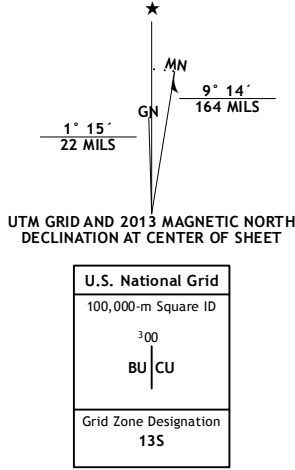 ★
MN
9° 14´
164 MILS
GN
1° 15´
22 MILS
UTM GRID AND 2013 MAGNETIC NORTH
DECLINATION AT CENTER OF SHEET
U.S. National Grid
100,000-m Square ID
³00
BU CU
Grid Zone Designation
13S